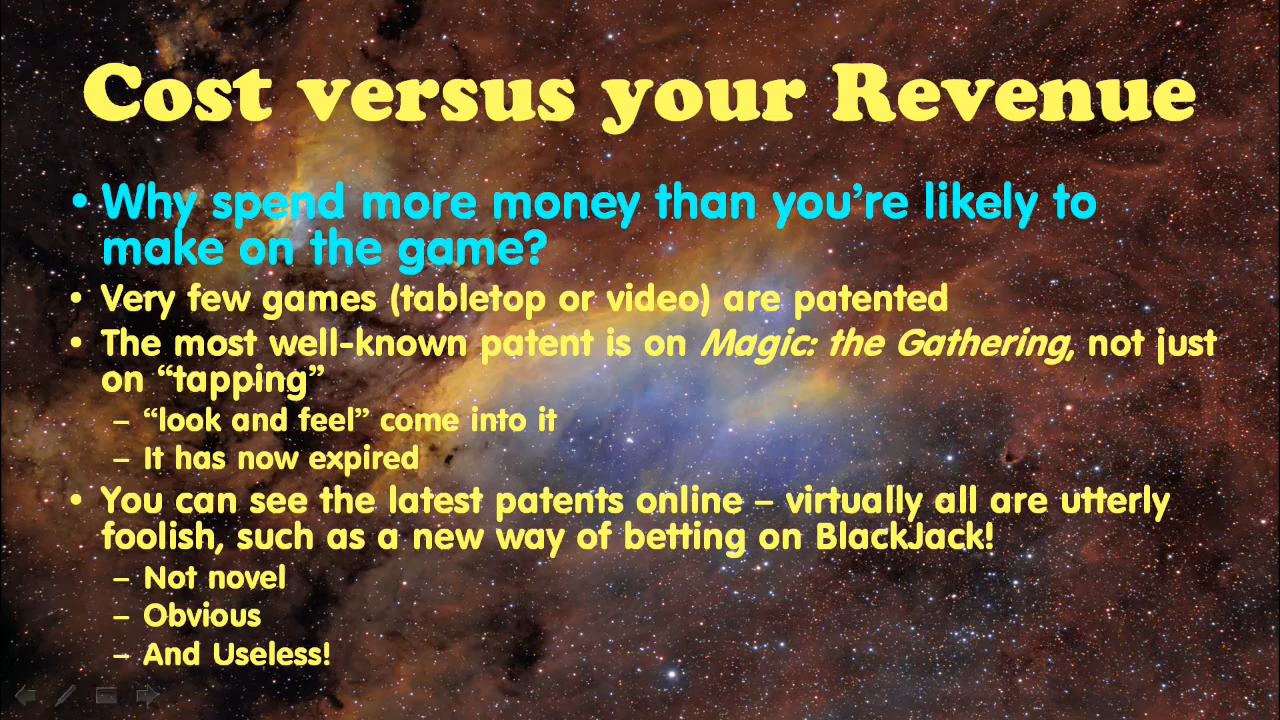 Cost versus your Revenue
• Why spend more money than you’re likely to
make on the game?
• Very few games (tabletop or video) are patented
• The most well-known patent is on Magic: the Gathering, not just
on “tapping”
– “look and feel” come into it
– It has now expired
• You can see the latest patents online – virtually all are utterly
foolish, such as a new way of betting on BlackJack!
– Not novel
– Obvious
– And Useless!